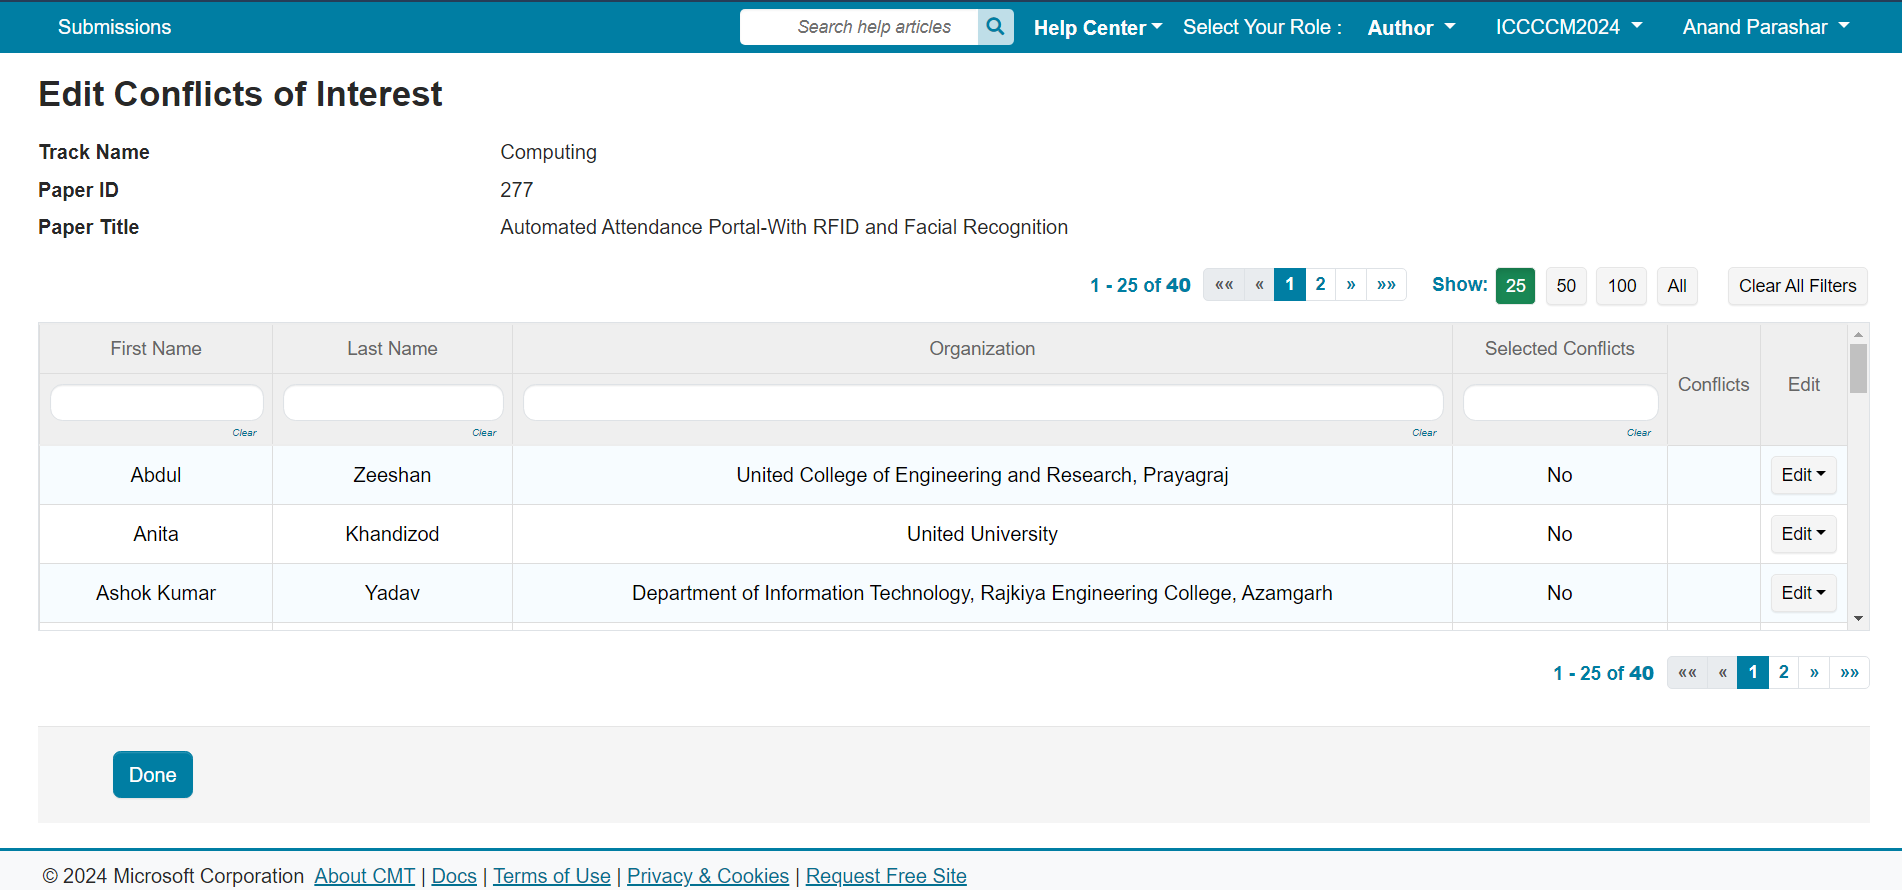 Submissions Search help articles Help Center Select Your Role : Author ICCCCM2024 Anand Parashar
Edit Conflicts of Interest
Track Name Computing
Paper ID 277
Paper Title Automated Attendance Portal-With RFID and Facial Recognition
1 - 25 of 40 «« « 1 2 » »» Show: 25 50 100 All Clear All Filters
First Name Last Name Organization Selected Conflicts Conflicts Edit
Clear Clear Clear Clear
Abdul Zeeshan United College of Engineering and Research, Prayagraj No Edit
Anita Khandizod United University No Edit
Ashok Kumar Yadav Department of Information Technology, Rajkiya Engineering College, Azamgarh No Edit
1 - 25 of 40 «« « 1 2 » »»
Done
© 2024 Microsoft Corporation About CMT | Docs | Terms of Use | Privacy & Cookies | Request Free Site